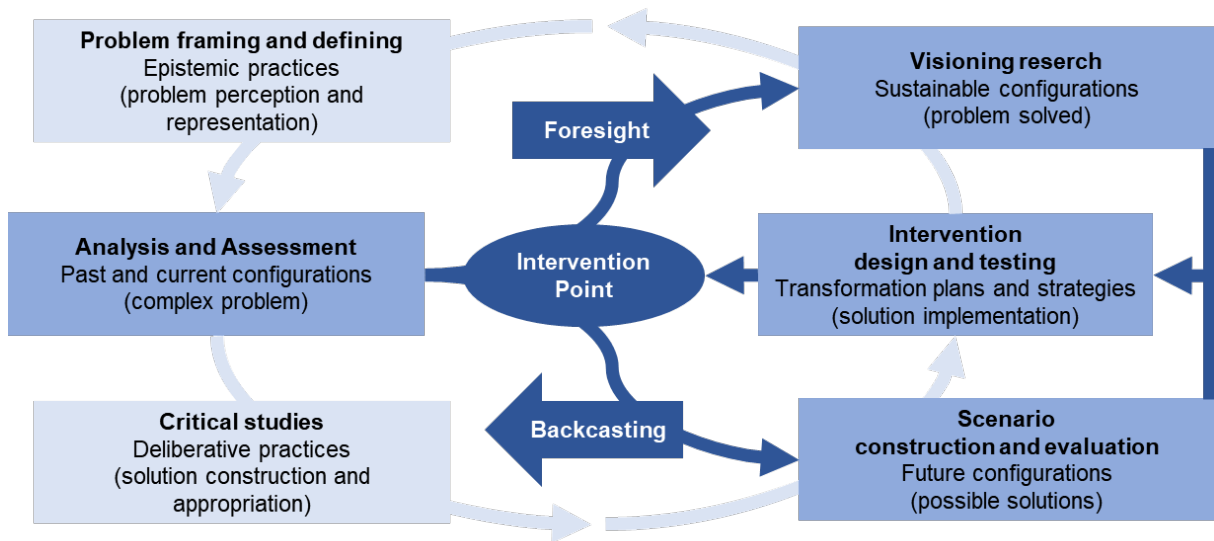 Problem framing and defining
Epistemic practices
(problem perception and
representation)
Visioning reserch
Sustainable configurations
(problem solved)
Foresight
Analysis and Assessment
Past and current configurations
(complex problem)
Intervention
Point
Intervention
design and testing
Transformation plans and strategies
(solution implementation)
Critical studies
Deliberative practices
(solution construction and
appropriation)
Backcasting
Scenario
construction and evaluation
Future configurations
(possible solutions)